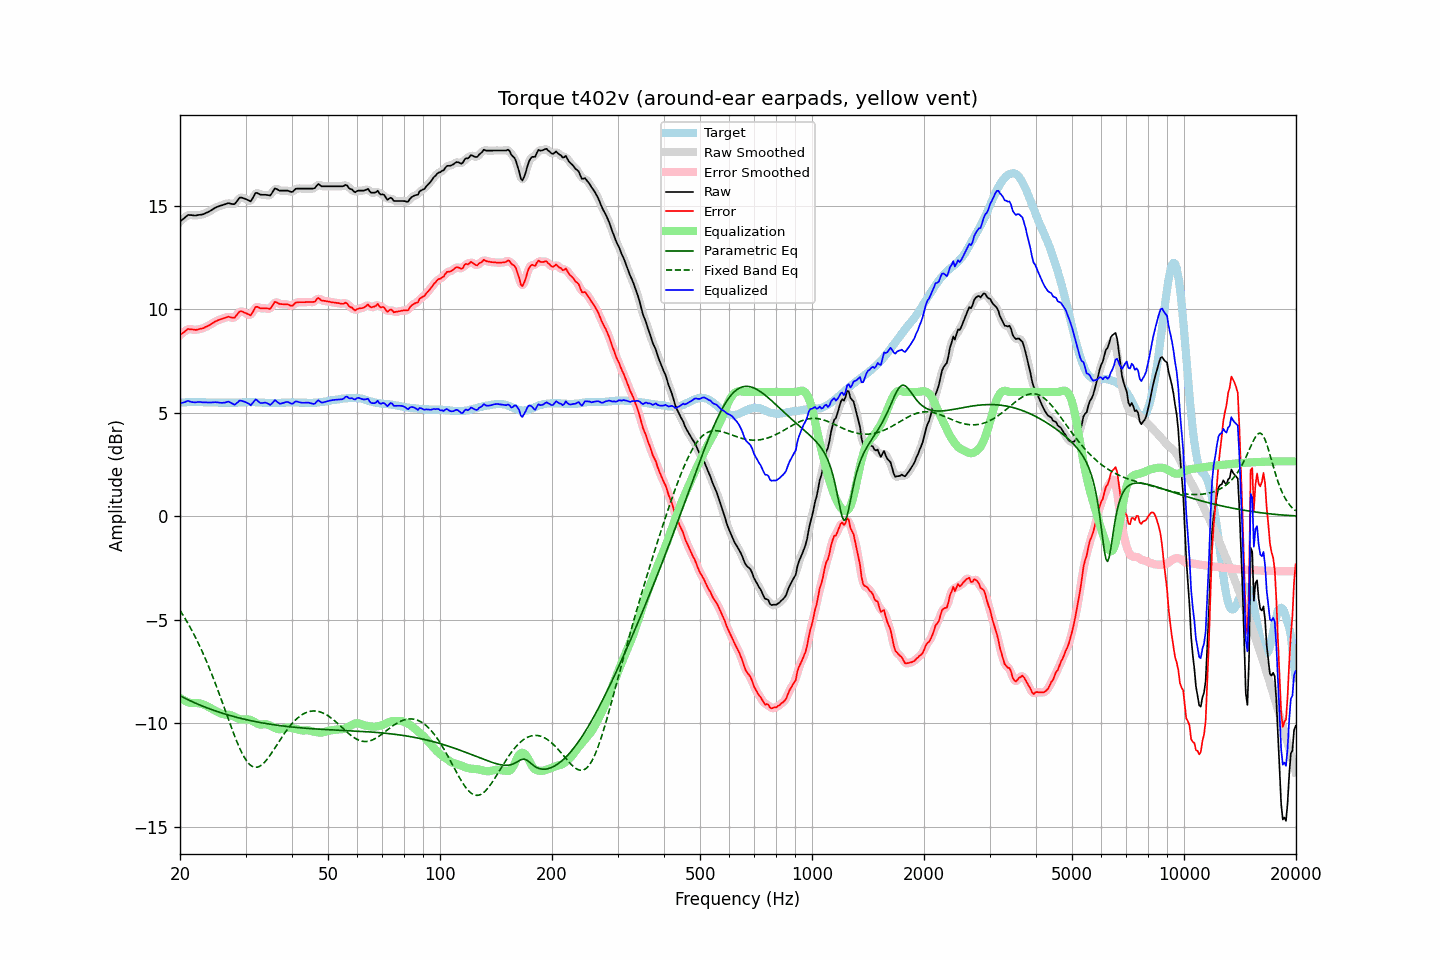 Torque t402v (around-ear earpads, yellow vent)
Target
Raw Smoothed
Error Smoothed
Raw
Error
Equalization
Parametric Eq
Fixed Band Eq
Equalized
Amplitude (dBr)
15
10
5
0
−5
−10
−15
20 50 100 200 500 1000 2000 5000 10000 20000
Frequency (Hz)